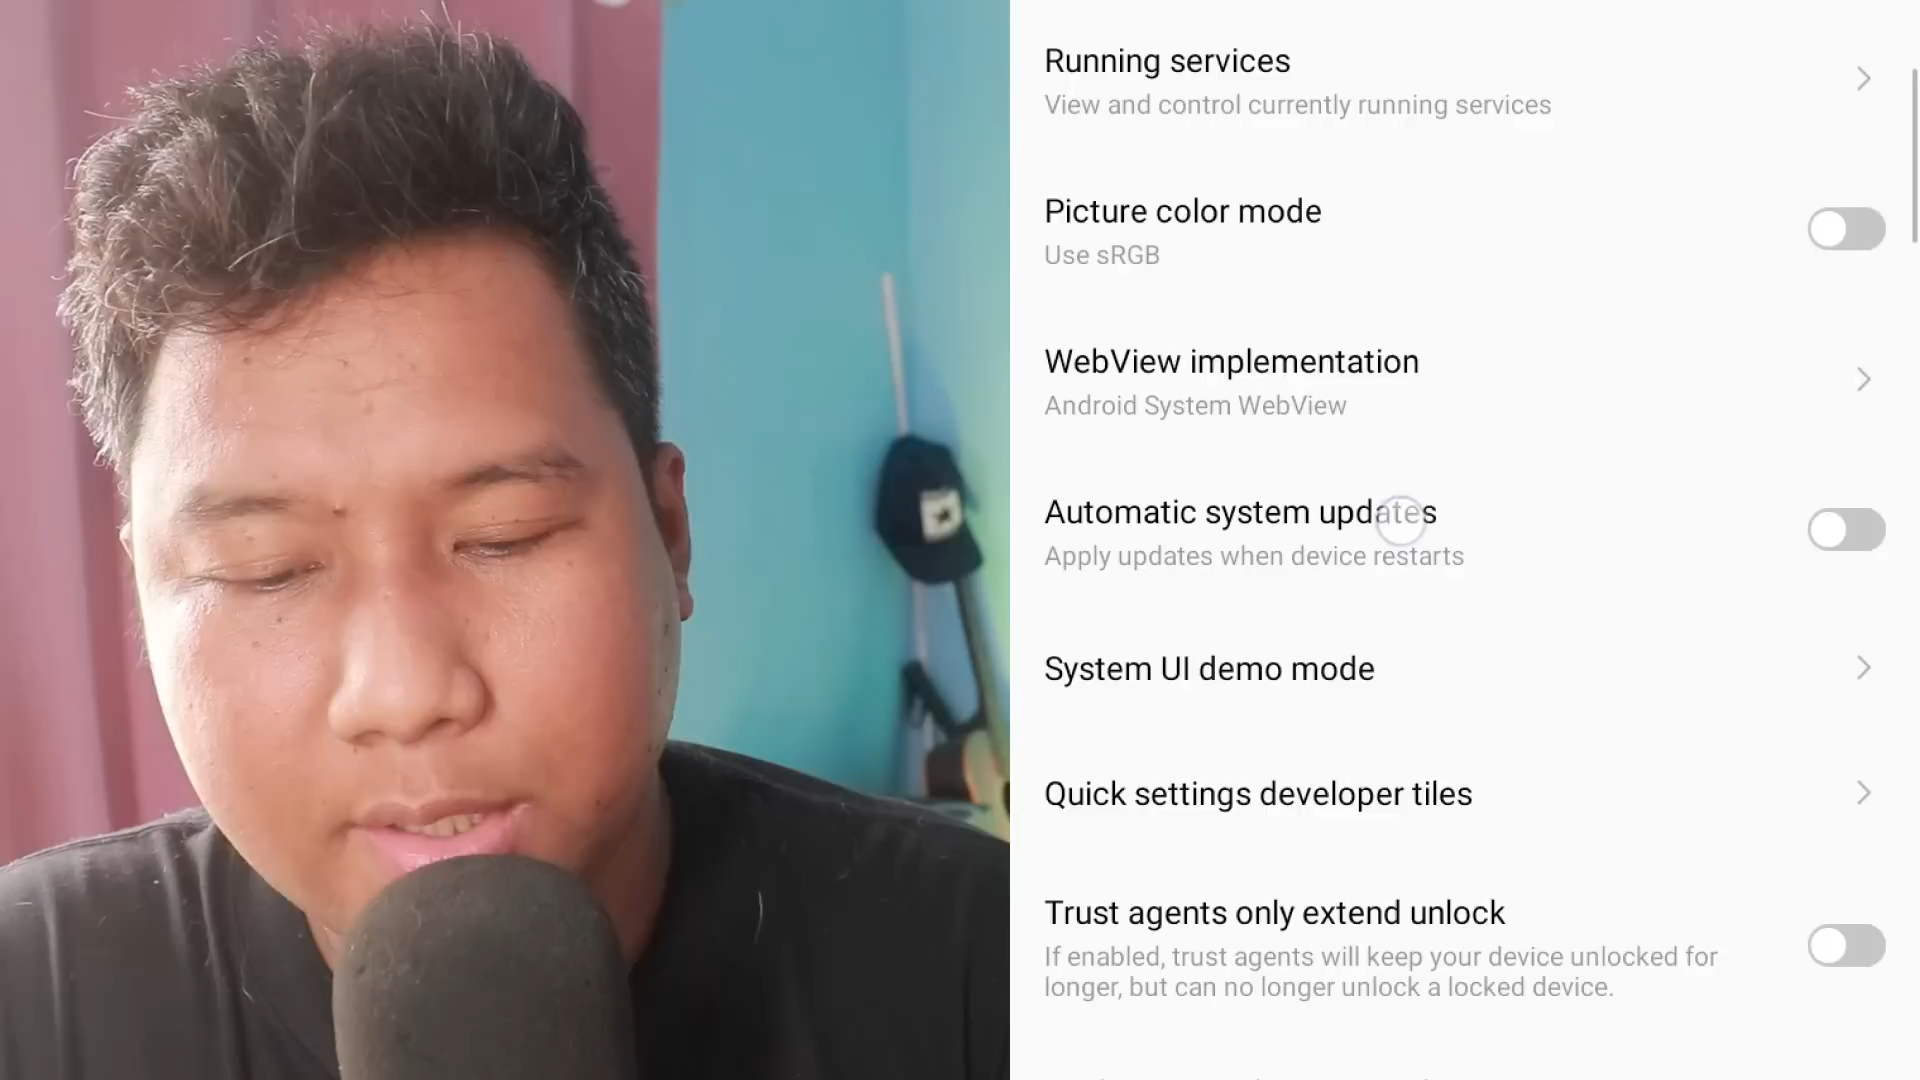 Running services
View and control currently running services
Picture color mode
Use sRGB
WebView implementation
Android System WebView
Automatic system updates
Apply updates when device restarts
System UI demo mode
Quick settings developer tiles
Trust agents only extend unlock
If enabled, trust agents will keep your device unlocked for
longer, but can no longer unlock a locked device.